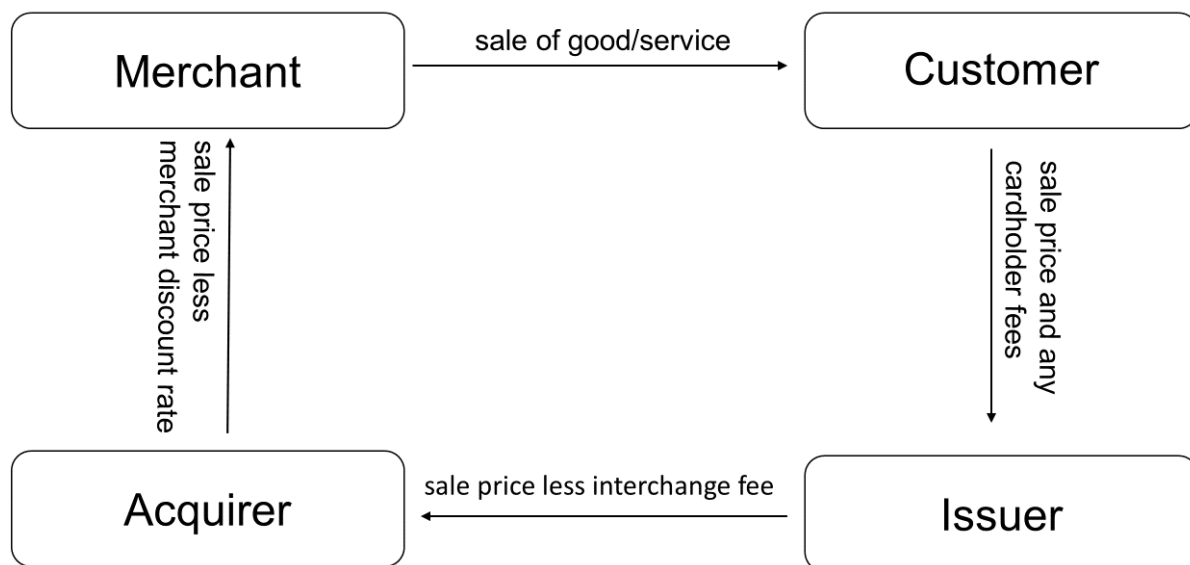 Merchant
sale of good/service
Customer
sale price less
merchant discount rate
sale price and any
cardholder fees
Acquirer
sale price less interchange fee
Issuer